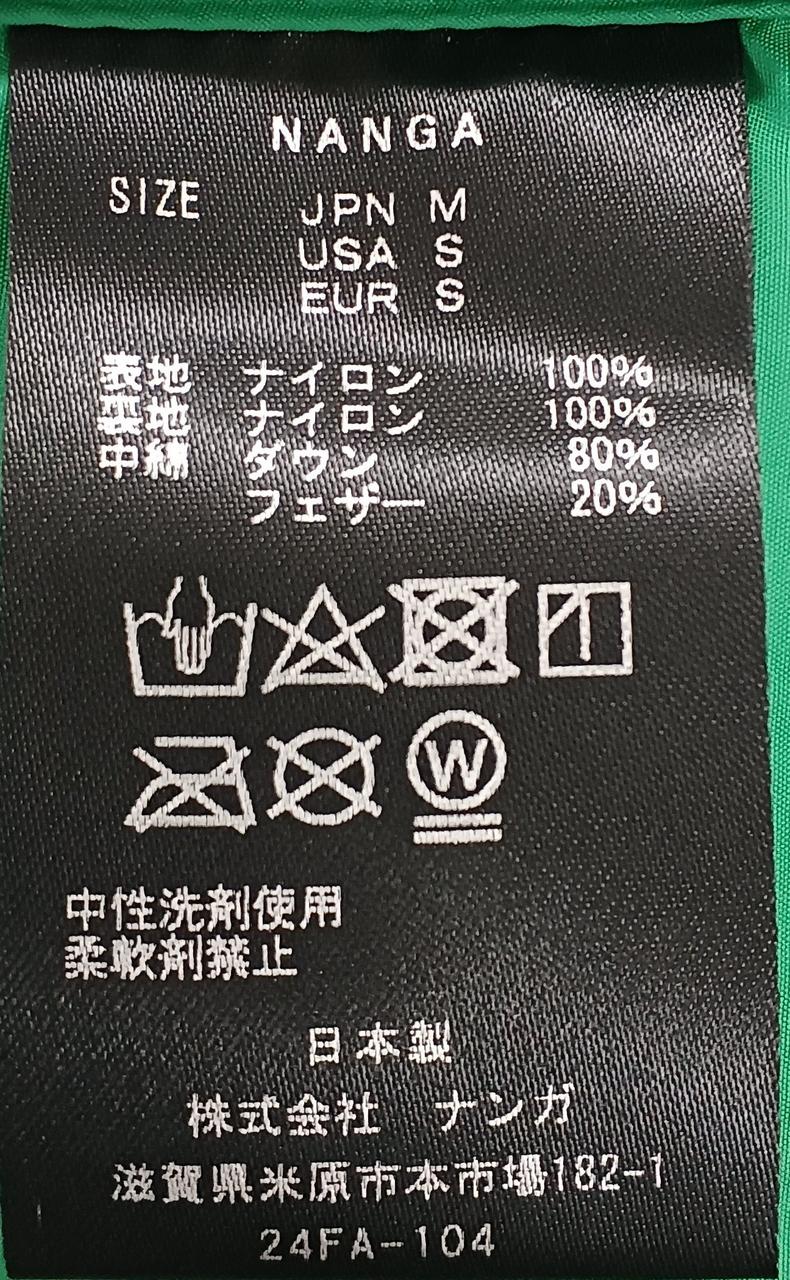 NANGA
SIZE JPN M
USA S
EUR S
表地 ナイロン 100%
裏地 ナイロン 100%
中綿 ダウン 80%
フェザー 20%
W
中性洗剤使用
柔軟剤禁止
日本製
株式会社 ナンガ
滋賀県米原市本市場182-1
24FA-104